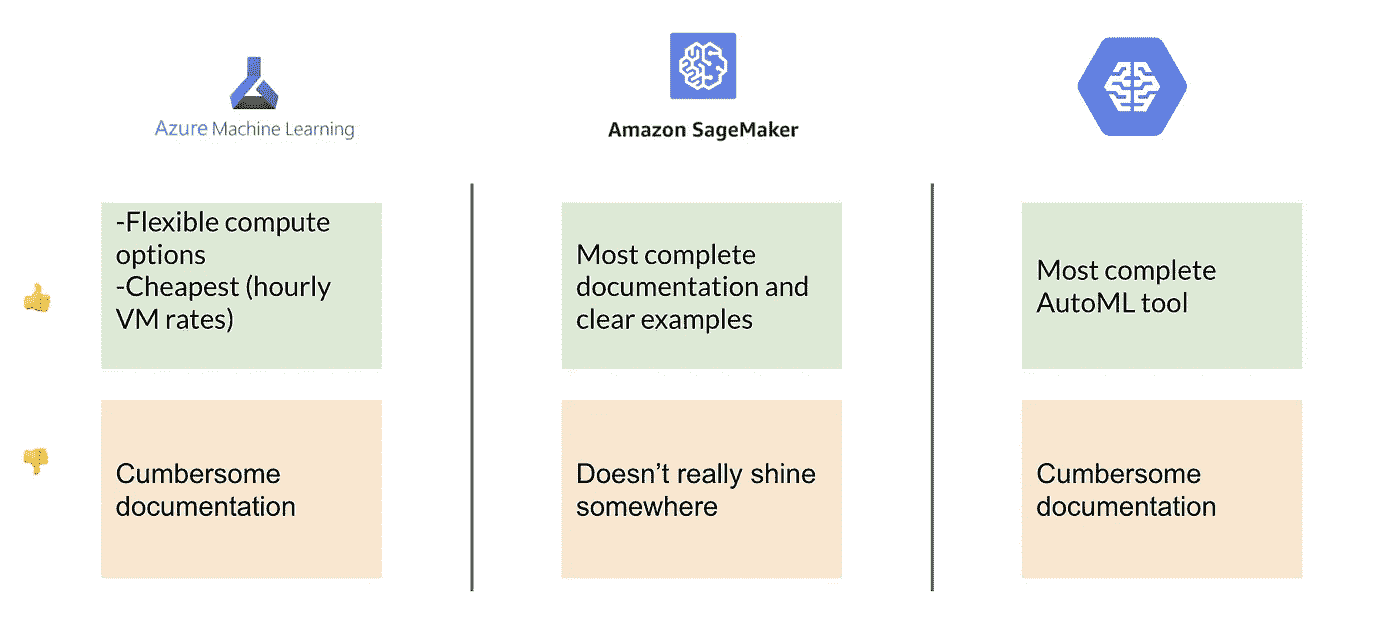 Azure Machine Learning
Amazon SageMaker
-Flexible compute
options
-Cheapest (hourly
VM rates)
Most complete
documentation and
clear examples
Most complete
AutoML tool
Cumbersome
documentation
Doesn’t really shine
somewhere
Cumbersome
documentation